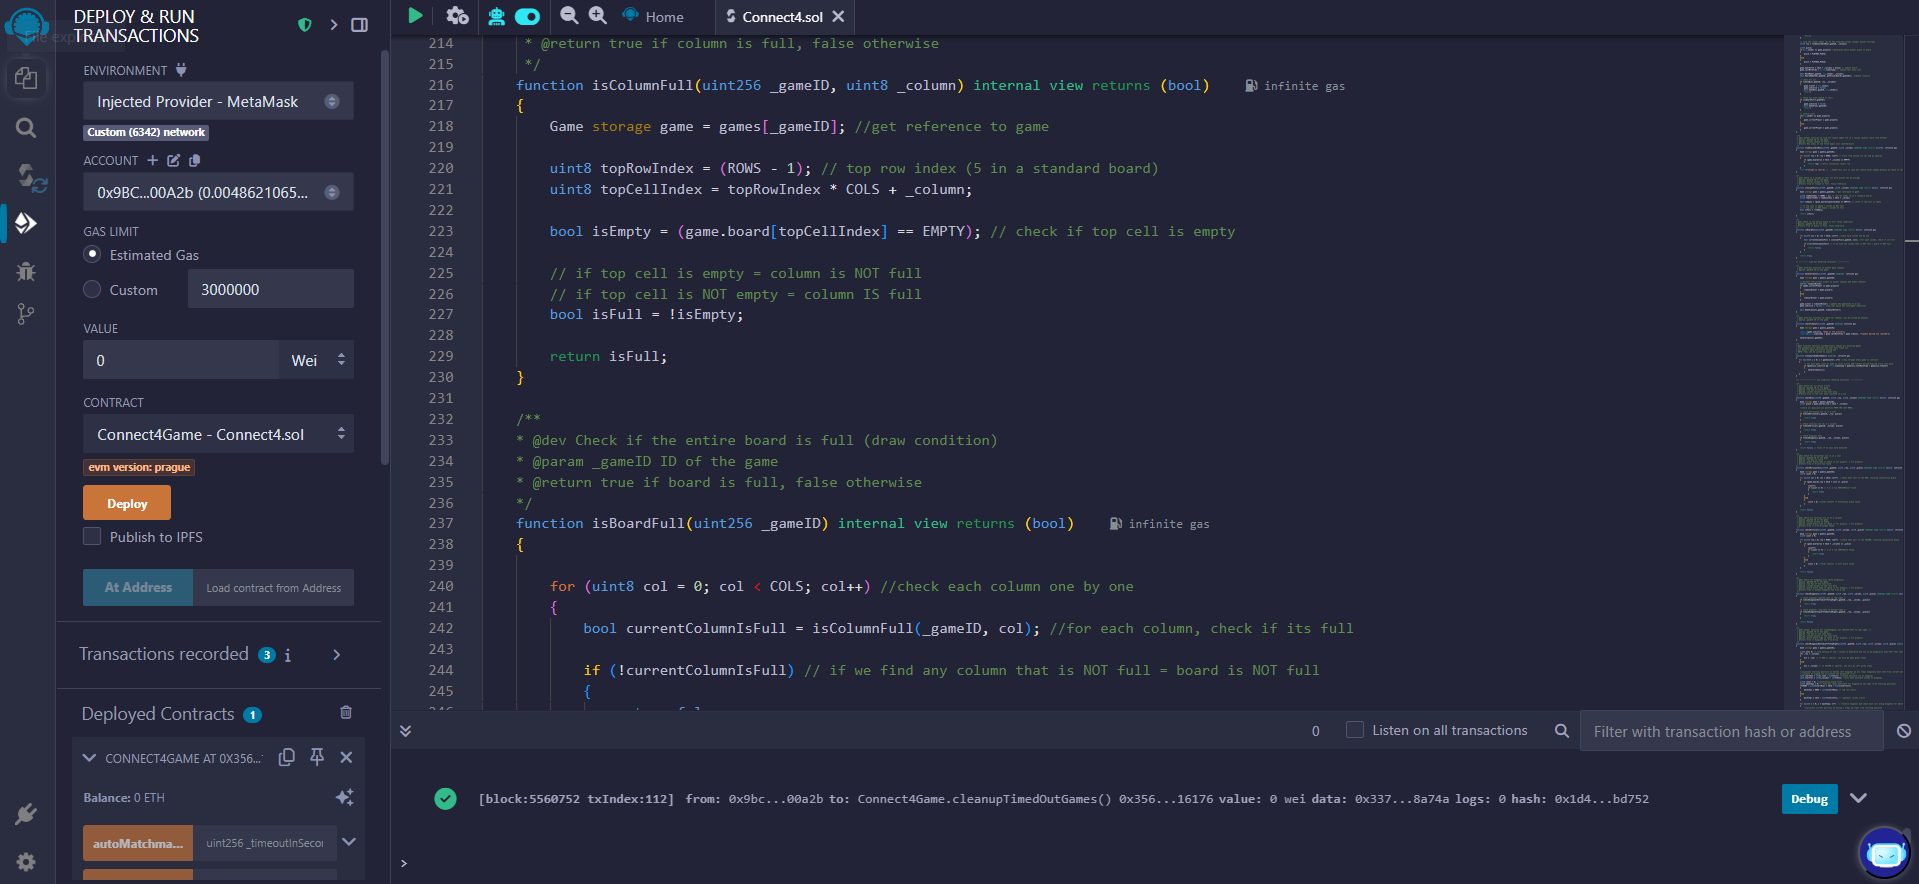 DEPLOY & RUN
TRANSACTIONS
ENVIRONMENT
Injected Provider - MetaMask
Custom (6342) network
ACCOUNT
0x9BC...00A2b (0.0048621065...
GAS LIMIT
Estimated Gas
Custom
3000000
VALUE
0
Wei
CONTRACT
Connect4Game - Connect4.sol
evm version: prague
Deploy
Publish to IPFS
At Address
Load contract from Address
Transactions recorded 3 i
Deployed Contracts 1
CONNECT4GAME AT 0X356...
Balance: 0 ETH
autoMatchma...
uint256 _timeoutInSecon
Home
Connect4.sol
214 * @return true if column is full, false otherwise
215 */
216 function isColumnFull(uint256 _gameID, uint8 _column) internal view returns (bool) infinite gas
217 {
218 Game storage game = games[_gameID]; //get reference to game
219
220 uint8 topRowIndex = (ROWS - 1); // top row index (5 in a standard board)
221 uint8 topCellIndex = topRowIndex * COLS + _column;
222
223 bool isEmpty = (game.board[topCellIndex] == EMPTY); // check if top cell is empty
224
225 // if top cell is empty = column is NOT full
226 // if top cell is NOT empty = column IS full
227 bool isFull = !isEmpty;
228
229 return isFull;
230 }
231
232 /**
233 * @dev Check if the entire board is full (draw condition)
234 * @param _gameID ID of the game
235 * @return true if board is full, false otherwise
236 */
237 function isBoardFull(uint256 _gameID) internal view returns (bool) infinite gas
238 {
239
240 for (uint8 col = 0; col < COLS; col++) //check each column one by one
241 {
242 bool currentColumnIsFull = isColumnFull(_gameID, col); //for each column, check if its full
243
244 if (!currentColumnIsFull) // if we find any column that is NOT full = board is NOT full
245 {
0
Listen on all transactions
Filter with transaction hash or address
[block:5560752 txIndex:112] from: 0x9bc...00a2b to: Connect4Game.cleanupTimedOutGames() 0x356...16176 value: 0 wei data: 0x337...8a74a logs: 0 hash: 0x1d4...bd752
Debug
>